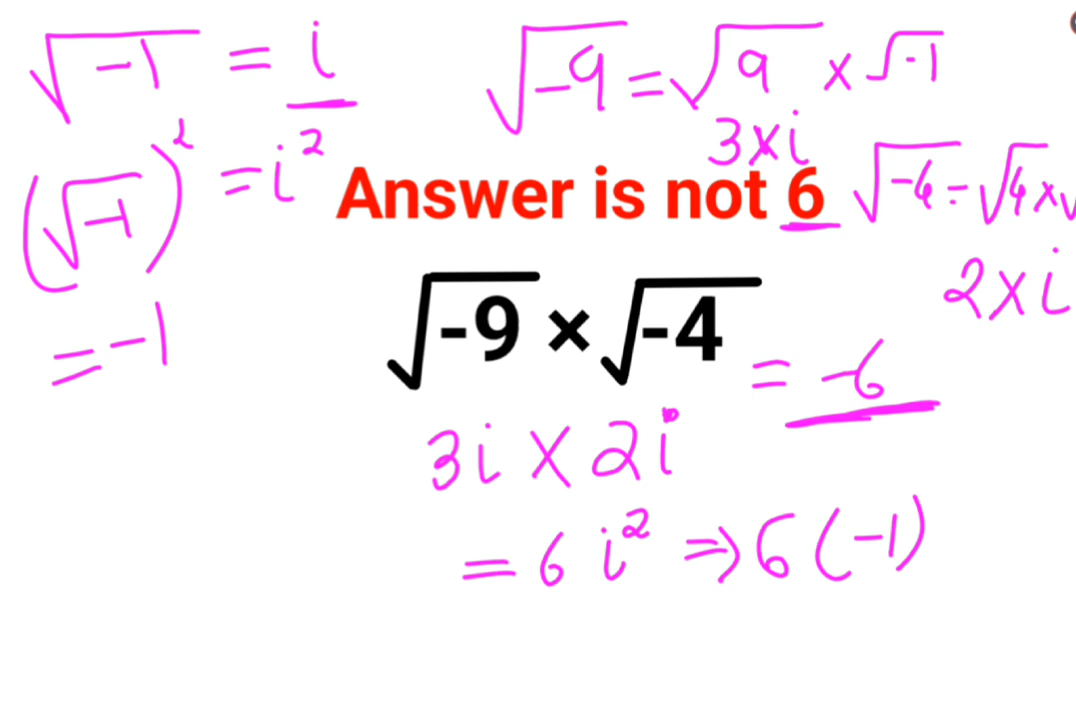 √-1 = i
(√-1)² = i²
= -1
√-9 = √9 × √-1
3×i
Answer is not 6
√-4 = √4 ×
2×i
√-9 × √-4 = -6
3i × 2i
= 6i² ⇒ 6(-1)